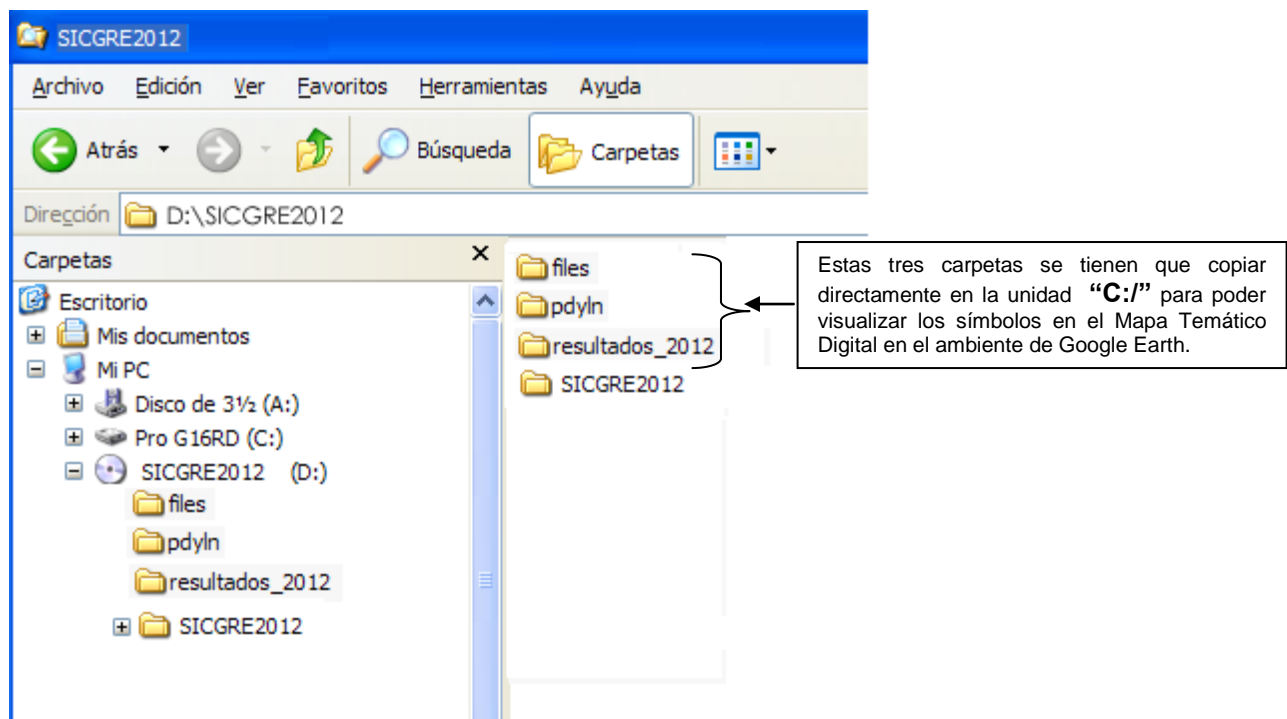 SICGRE2012
Archivo Edición Ver Favoritos Herramientas Ayuda
Atrás Búsqueda Carpetas
Dirección D:\SICGRE2012
Carpetas
Escritorio
Mis documentos
Mi PC
Disco de 3½ (A:)
Pro G16RD (C:)
SICGRE2012 (D:)
files
pdyln
resultados_2012
SICGRE2012
files
pdyln
resultados_2012
SICGRE2012
Estas tres carpetas se tienen que copiar
directamente en la unidad “C:/” para poder
visualizar los símbolos en el Mapa Temático
Digital en el ambiente de Google Earth.